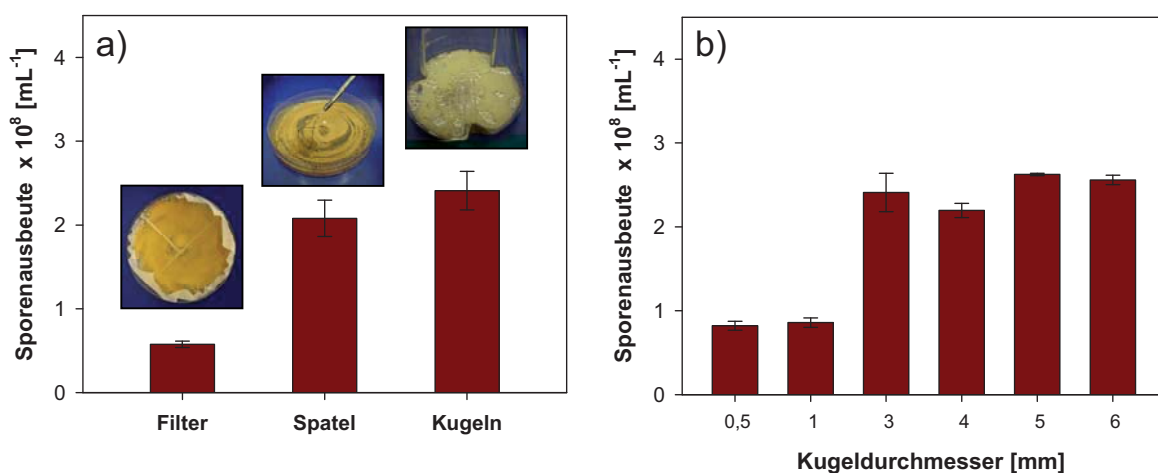 a)
Sporenausbeute x 10⁸ [mL⁻¹]
4
3
2
1
0
Filter Spatel Kugeln
b)
Sporenausbeute x 10⁸ [mL⁻¹]
4
3
2
1
0
0,5 1 3 4 5 6
Kugeldurchmesser [mm]